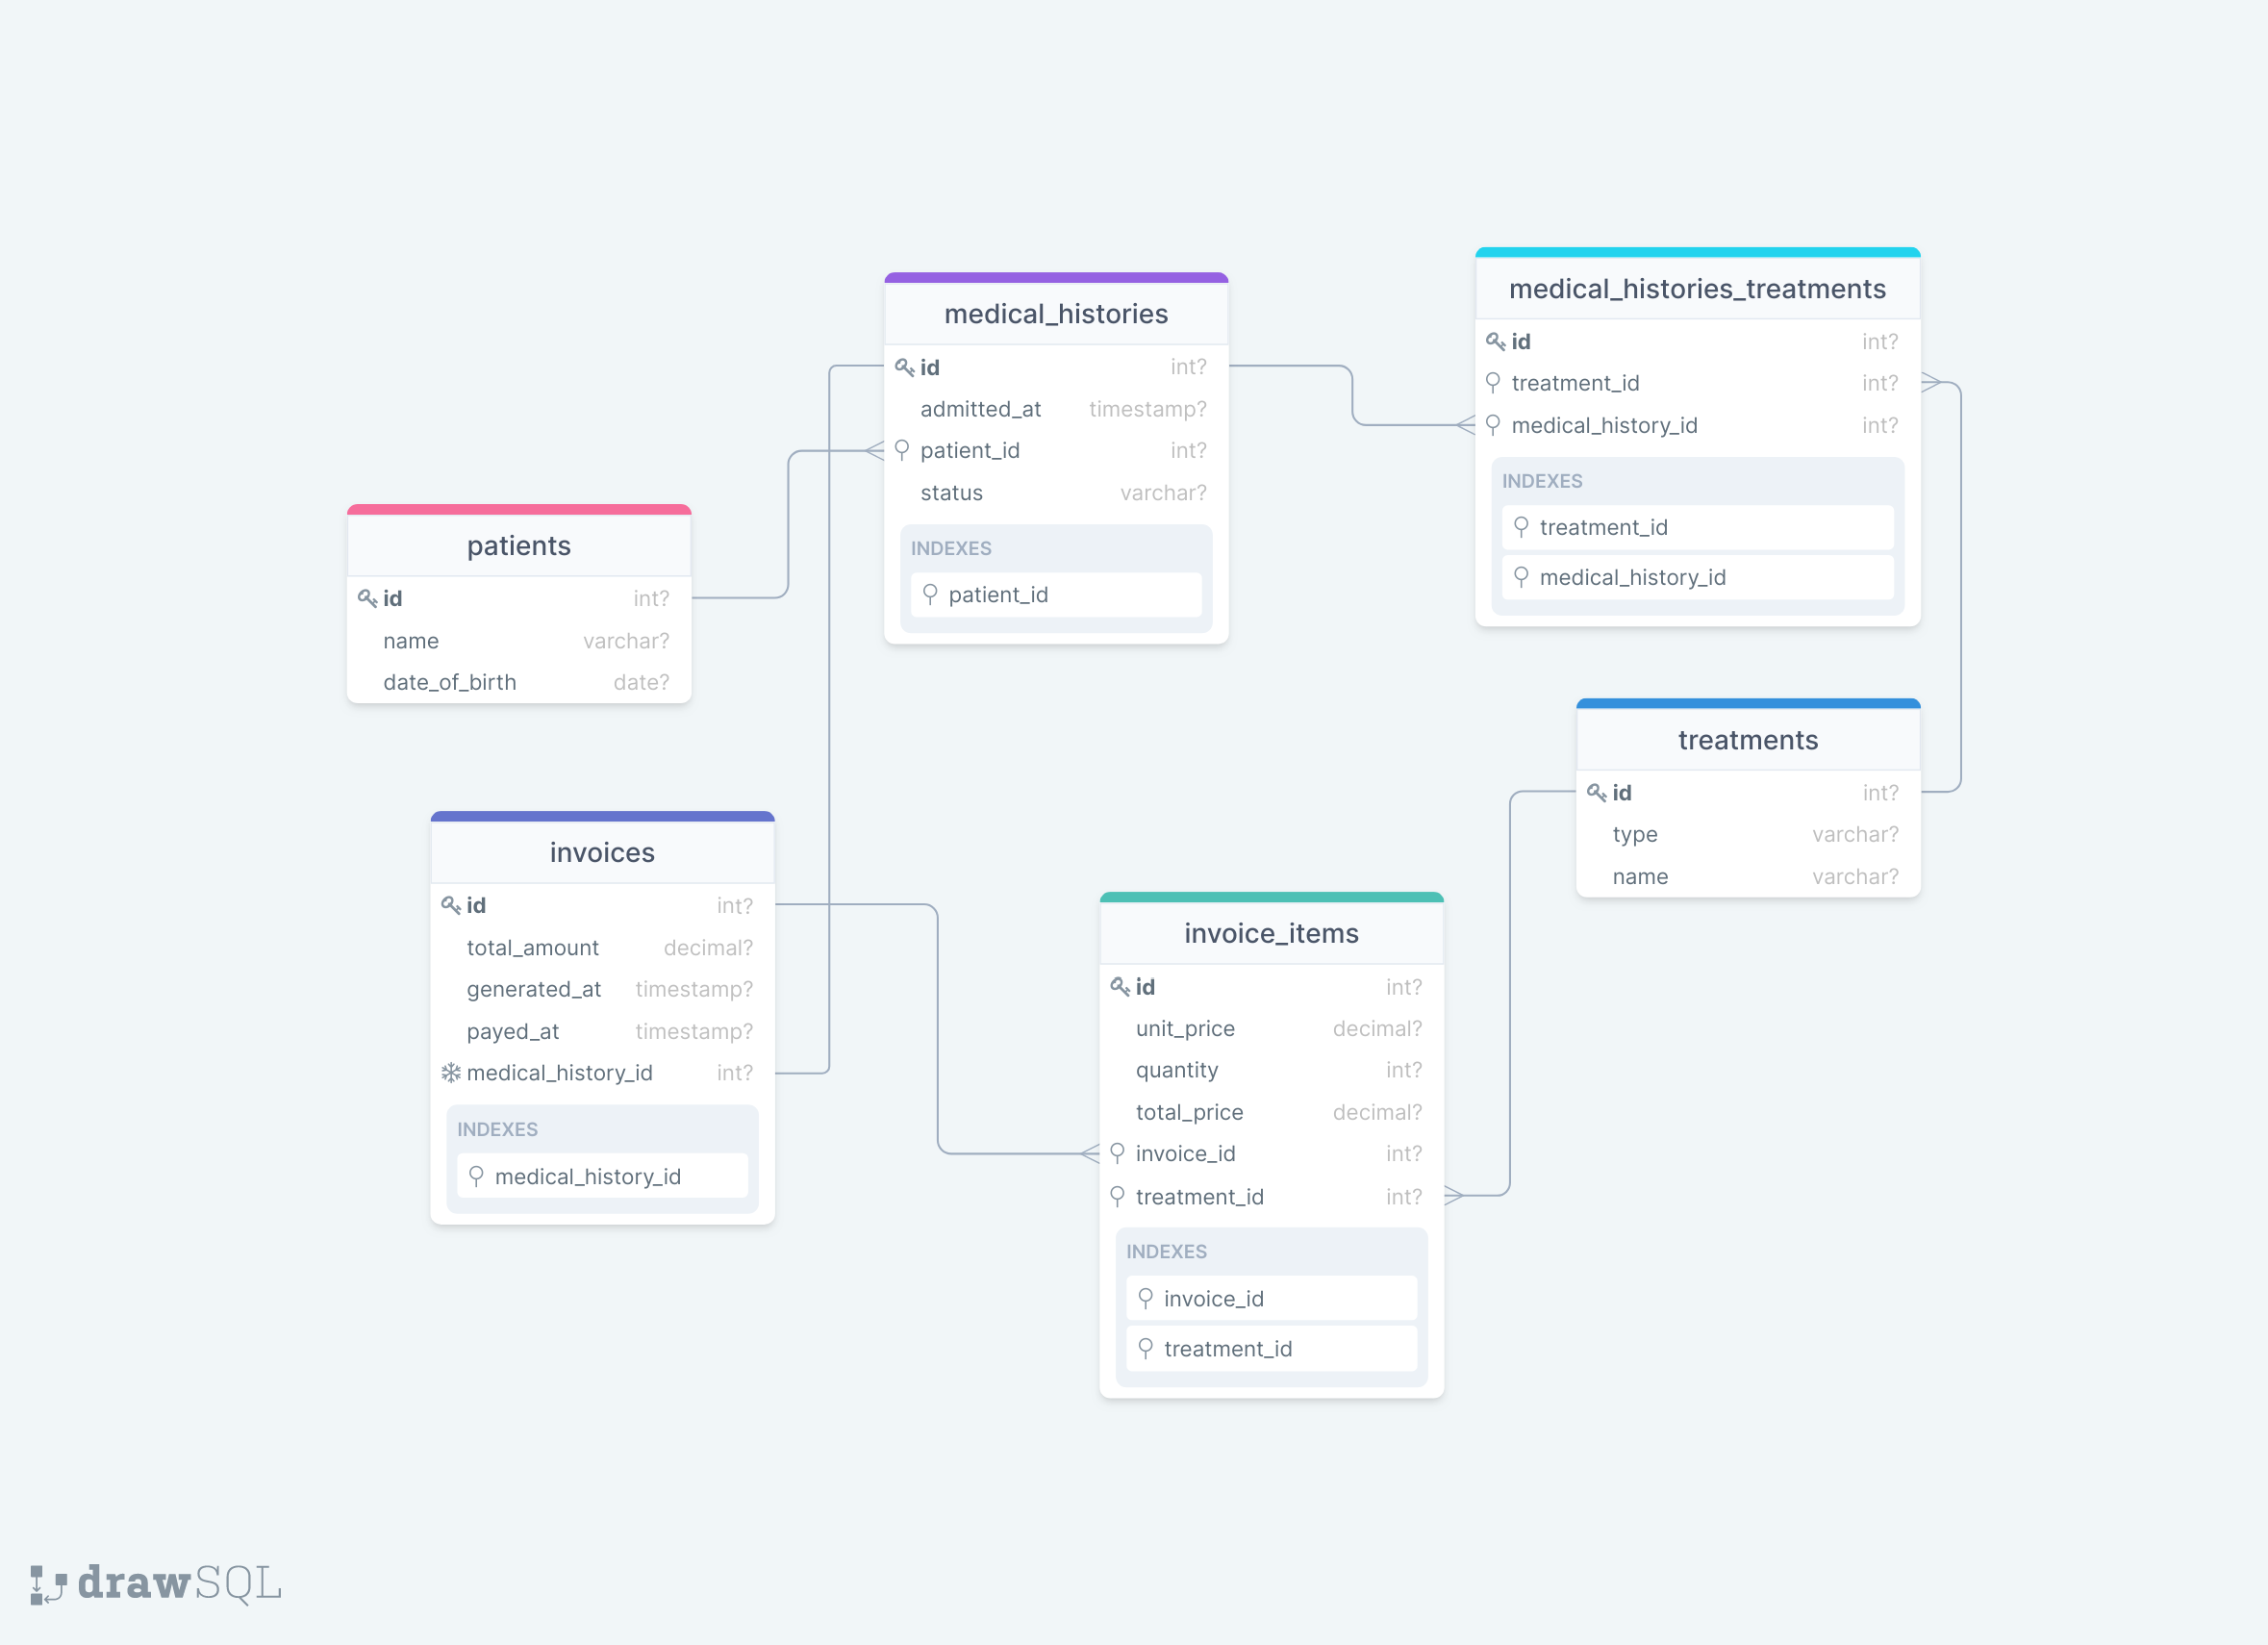 medical_histories
id int?
admitted_at timestamp?
patient_id int?
status varchar?
INDEXES
patient_id
medical_histories_treatments
id int?
treatment_id int?
medical_history_id int?
INDEXES
treatment_id
medical_history_id
patients
id int?
name varchar?
date_of_birth date?
treatments
id int?
type varchar?
name varchar?
invoices
id int?
total_amount decimal?
generated_at timestamp?
payed_at timestamp?
medical_history_id int?
INDEXES
medical_history_id
invoice_items
id int?
unit_price decimal?
quantity int?
total_price decimal?
invoice_id int?
treatment_id int?
INDEXES
invoice_id
treatment_id
drawSQL